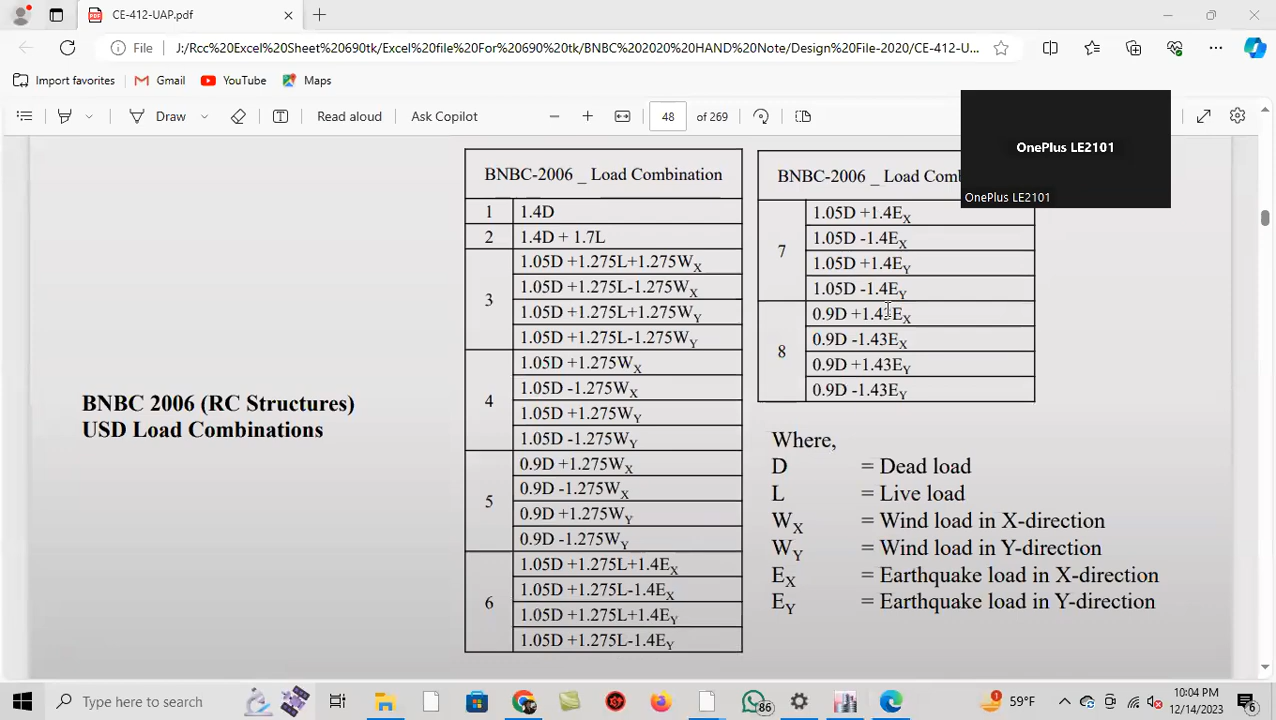 CE-412-UAP.pdf
File
J:/Rcc%20Excel%20Sheet%20690tk/Excel%20file%20For%20690%20tk/BNBC%202020%20HAND%20Note/Design%20File-2020/CE-412-U...
Import favorites
Gmail
YouTube
Maps
Draw
Read aloud
Ask Copilot
48 of 269
OnePlus LE2101
OnePlus LE2101
BNBC-2006 _ Load Combination
1 1.4D
2 1.4D + 1.7L
3
1.05D +1.275L+1.275WX
1.05D +1.275L-1.275WX
1.05D +1.275L+1.275WY
1.05D +1.275L-1.275WY
4
1.05D +1.275WX
1.05D -1.275WX
1.05D +1.275WY
1.05D -1.275WY
5
0.9D +1.275WX
0.9D -1.275WX
0.9D +1.275WY
0.9D -1.275WY
6
1.05D +1.275L+1.4EX
1.05D +1.275L-1.4EX
1.05D +1.275L+1.4EY
1.05D +1.275L-1.4EY
BNBC-2006 _ Load
7
1.05D +1.4EX
1.05D -1.4EX
1.05D +1.4EY
1.05D -1.4EY
8
0.9D +1.43EX
0.9D -1.43EX
0.9D +1.43EY
0.9D -1.43EY
BNBC 2006 (RC Structures)
USD Load Combinations
Where,
D = Dead load
L = Live load
WX = Wind load in X-direction
WY = Wind load in Y-direction
EX = Earthquake load in X-direction
EY = Earthquake load in Y-direction
Type here to search
86
1
59°F
10:04 PM
12/14/2023
6